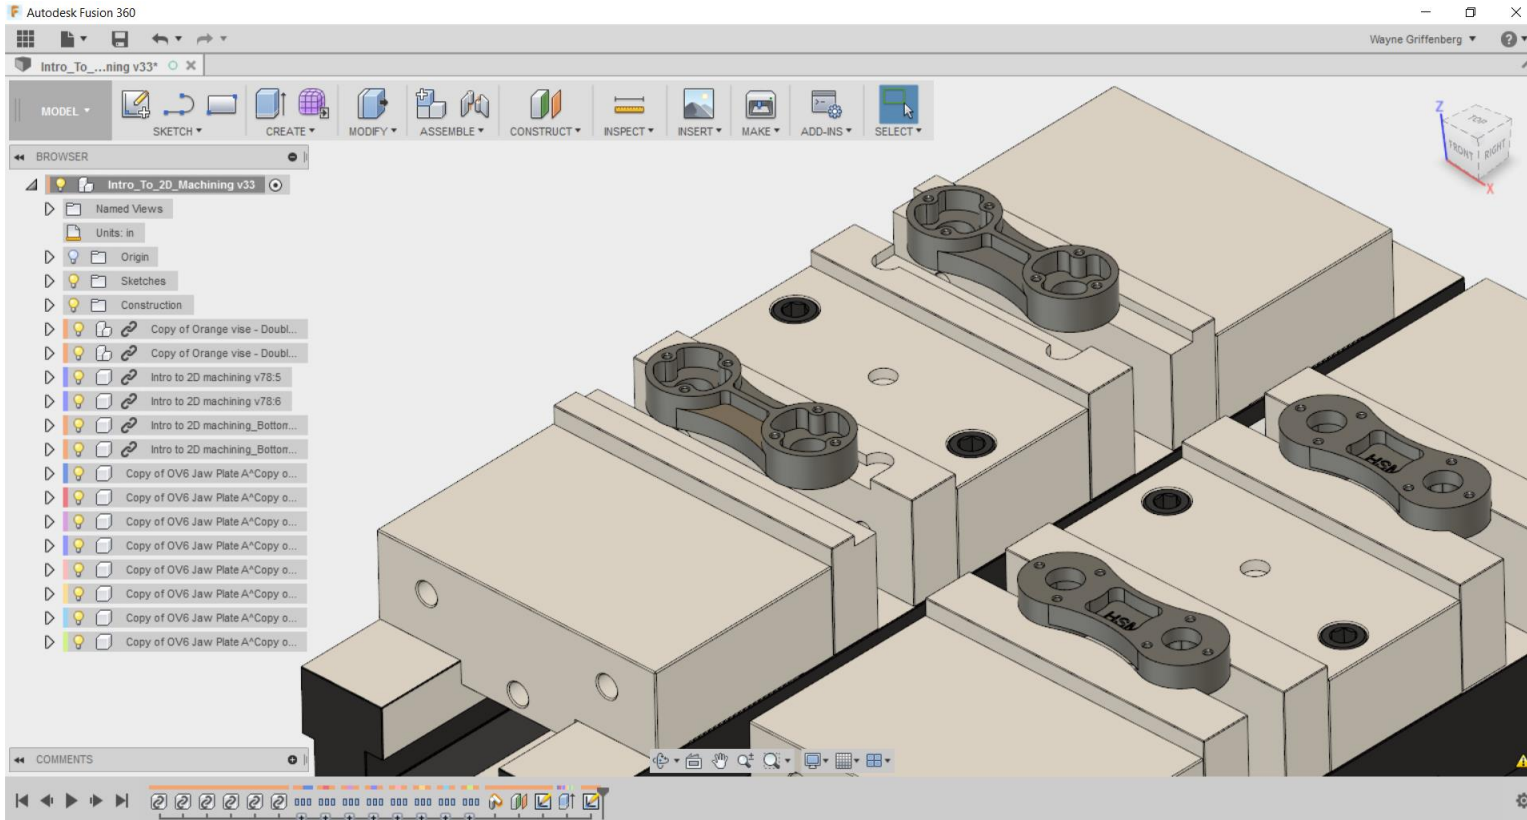 Autodesk Fusion 360
Wayne Griffenberg
Intro_To_...ning v33*
MODEL
SKETCH
CREATE
MODIFY
ASSEMBLE
CONSTRUCT
INSPECT
INSERT
MAKE
ADD-INS
SELECT
BROWSER
Intro_To_2D_Machining v33
Named Views
Units: in
Origin
Sketches
Construction
Copy of Orange vise - Doubl...
Copy of Orange vise - Doubl...
Intro to 2D machining v78:5
Intro to 2D machining v78:6
Intro to 2D machining_Bottom...
Intro to 2D machining_Bottom...
Copy of OV6 Jaw Plate A^Copy o...
Copy of OV6 Jaw Plate A^Copy o...
Copy of OV6 Jaw Plate A^Copy o...
Copy of OV6 Jaw Plate A^Copy o...
Copy of OV6 Jaw Plate A^Copy o...
Copy of OV6 Jaw Plate A^Copy o...
Copy of OV6 Jaw Plate A^Copy o...
Copy of OV6 Jaw Plate A^Copy o...
Z
TOP
FRONT
RIGHT
X
HSN
HSN
COMMENTS